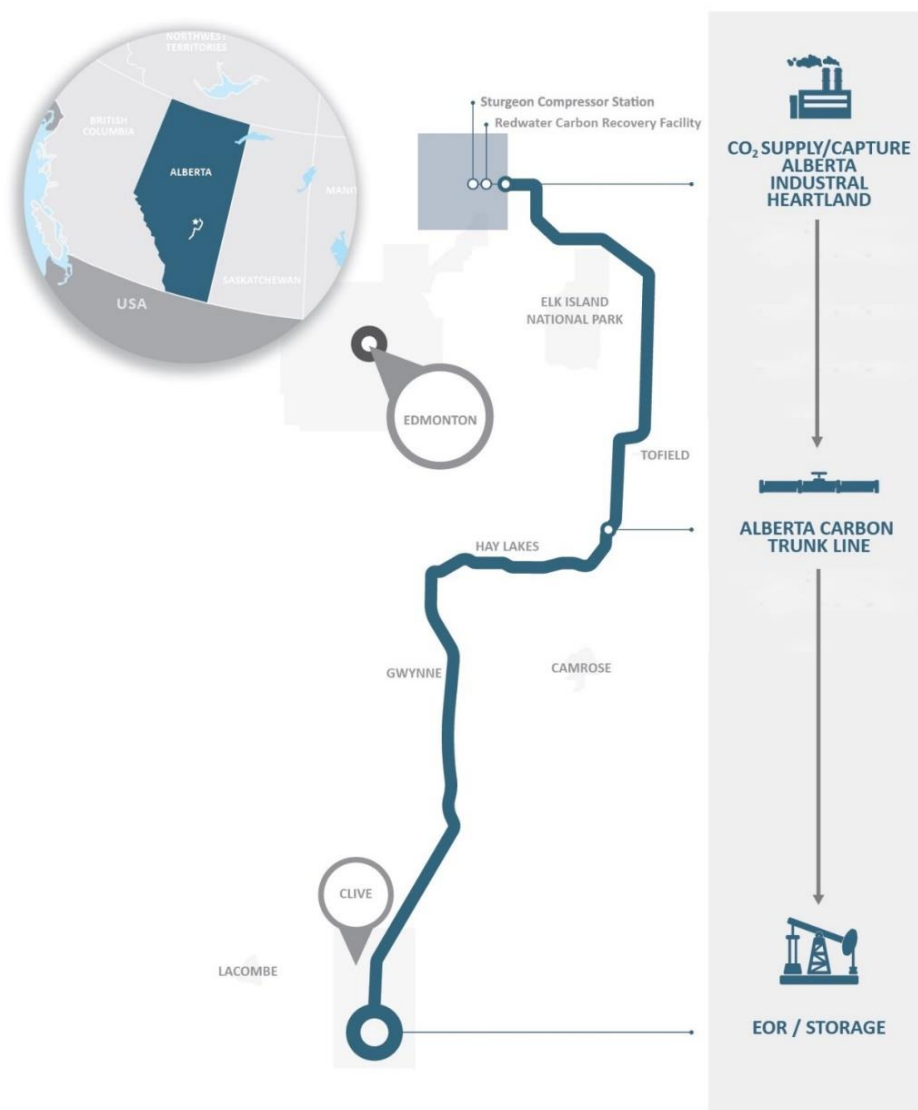 NORTHWEST
TERRITORIES
BRITISH
COLUMBIA
ALBERTA
MANI
SASKATCHEWAN
USA
Sturgeon Compressor Station
Redwater Carbon Recovery Facility
ELK ISLAND
NATIONAL PARK
EDMONTON
TOFIELD
HAY LAKES
GWYNNE
CAMROSE
CLIVE
LACOMBE
CO₂ SUPPLY/CAPTURE
ALBERTA
INDUSTRIAL
HEARTLAND
ALBERTA CARBON
TRUNK LINE
EOR / STORAGE